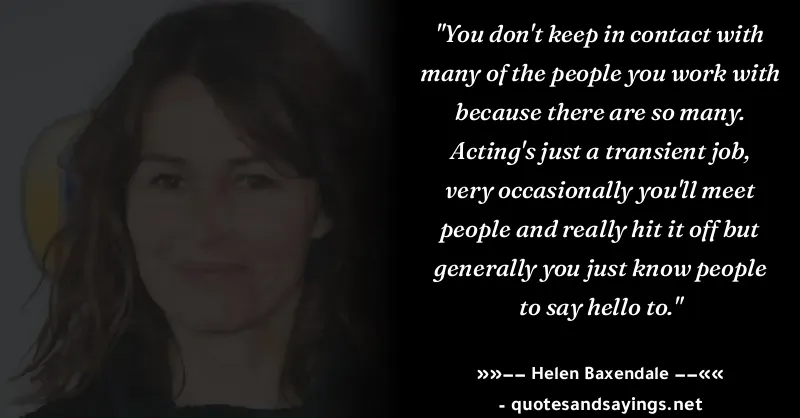 "You don't keep in contact with
many of the people you work with
because there are so many.
Acting's just a transient job,
very occasionally you'll meet
people and really hit it off but
generally you just know people
to say hello to."
»»–– Helen Baxendale ––««
- quotesandsayings.net